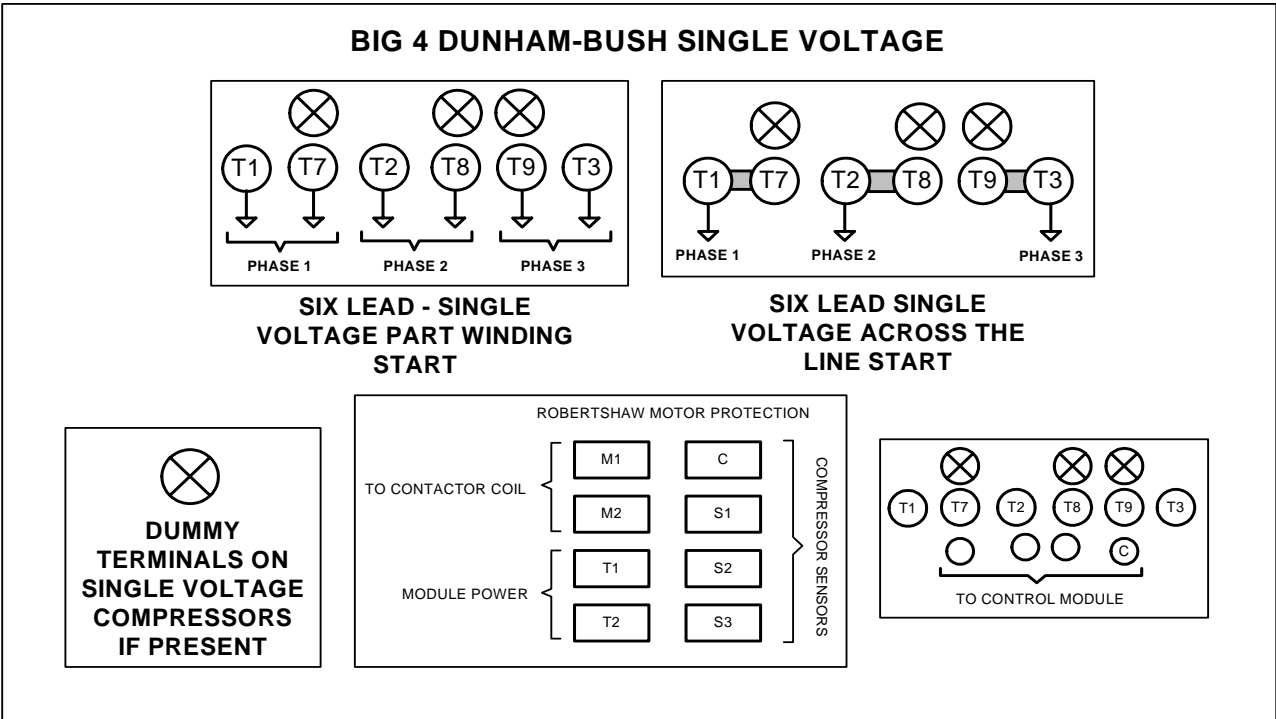 BIG 4 DUNHAM-BUSH SINGLE VOLTAGE
T1 T7 T2 T8 T9 T3
PHASE 1 PHASE 2 PHASE 3
SIX LEAD - SINGLE
VOLTAGE PART WINDING
START
T1 T7 T2 T8 T9 T3
PHASE 1 PHASE 2 PHASE 3
SIX LEAD SINGLE
VOLTAGE ACROSS THE
LINE START
DUMMY
TERMINALS ON
SINGLE VOLTAGE
COMPRESSORS
IF PRESENT
ROBERTSHAW MOTOR PROTECTION
TO CONTACTOR COIL
MODULE POWER
M1 C
M2 S1
T1 S2
T2 S3
COMPRESSOR SENSORS
T1 T7 T2 T8 T9 T3
C
TO CONTROL MODULE